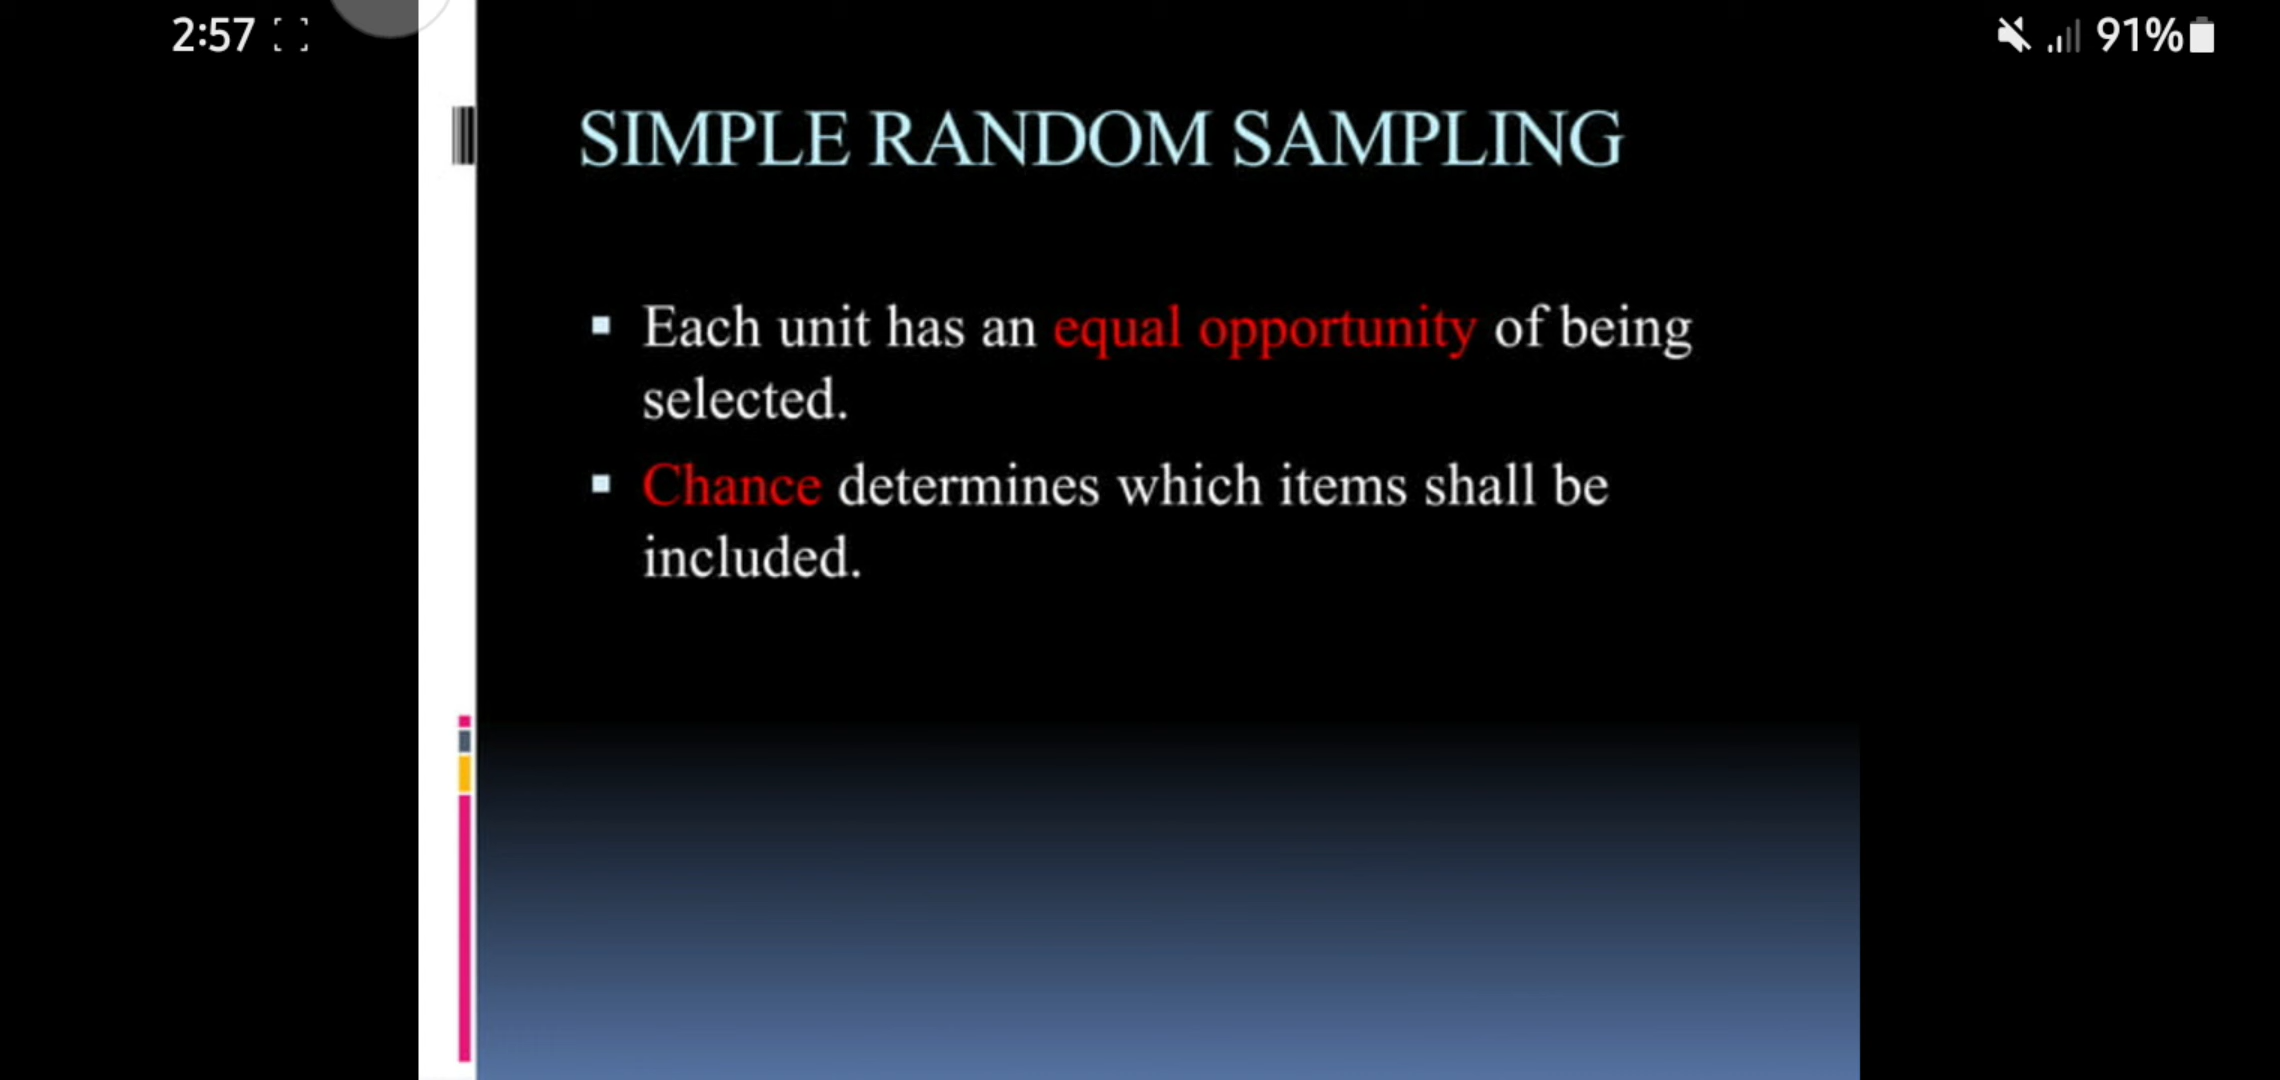 2:57
91%
SIMPLE RANDOM SAMPLING
Each unit has an equal opportunity of being
selected.
Chance determines which items shall be
included.